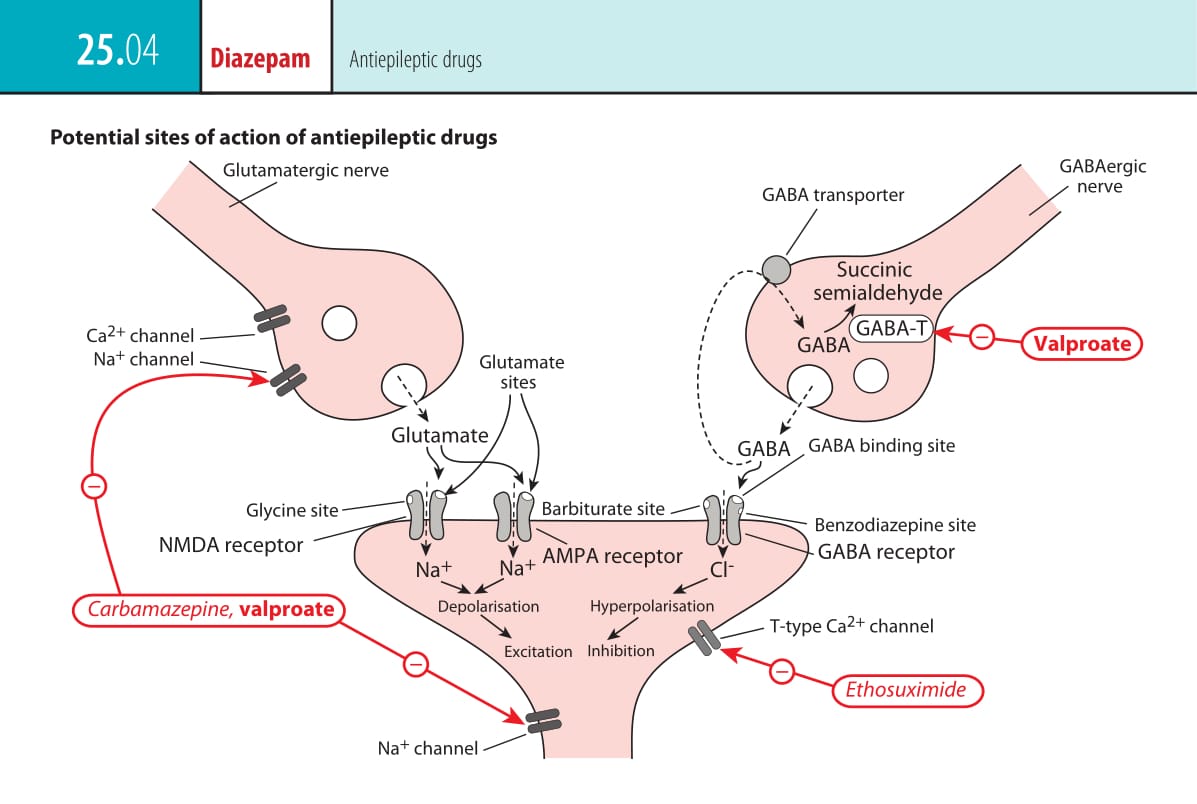 25.04
Diazepam
Antiepileptic drugs
Potential sites of action of antiepileptic drugs
Glutamatergic nerve
GABAergic
nerve
GABA transporter
Succinic
semialdehyde
GABA-T
GABA
Valproate
Ca2+ channel
Na+ channel
Glutamate
sites
Glutamate
GABA
GABA binding site
Glycine site
Barbiturate site
NMDA receptor
AMPA receptor
Benzodiazepine site
GABA receptor
Na+
Na+
Cl-
Depolarisation
Hyperpolarisation
Excitation
Inhibition
T-type Ca2+ channel
Carbamazepine, valproate
Ethosuximide
Na+ channel